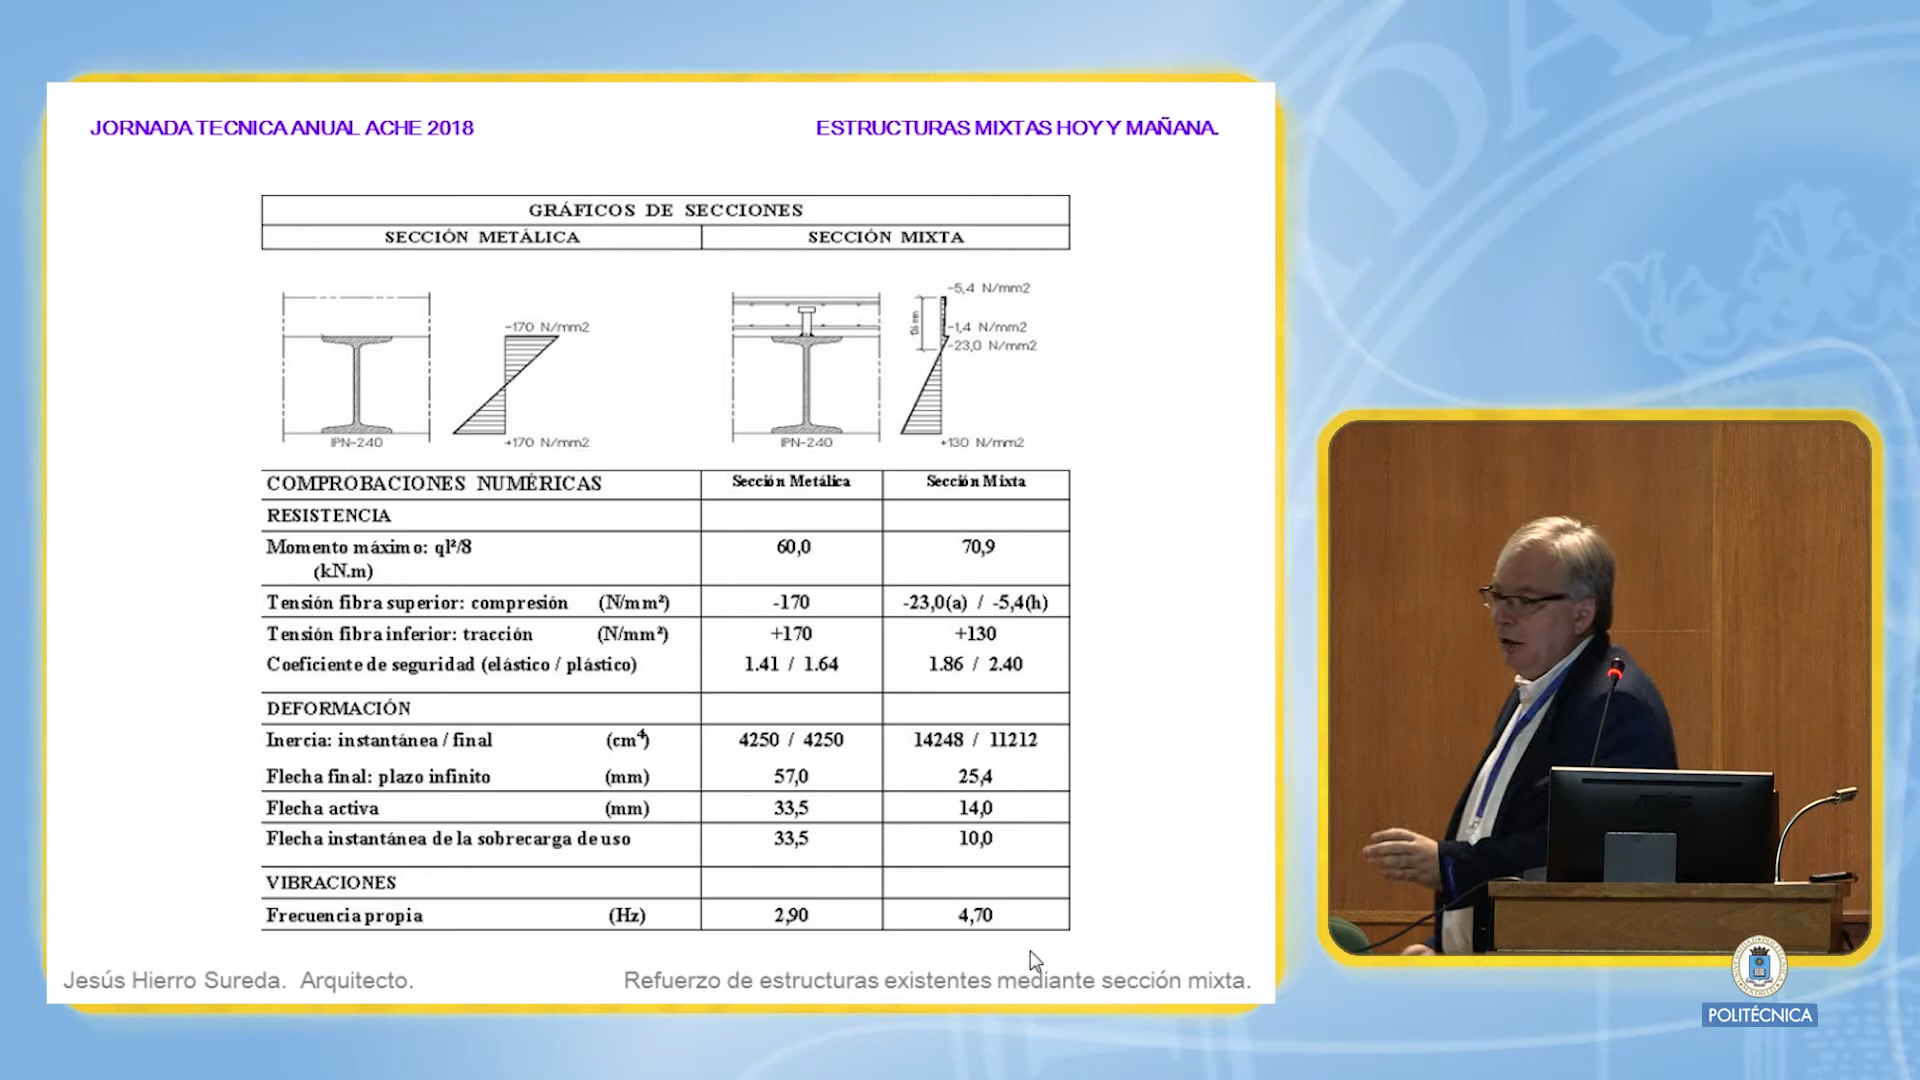 JORNADA TECNICA ANUAL ACHE 2018
ESTRUCTURAS MIXTAS HOY Y MAÑANA.
GRÁFICOS DE SECCIONES
SECCIÓN METÁLICA
SECCIÓN MIXTA
-170 N/mm2
IPN-240
+170 N/mm2
-5,4 N/mm2
136 mm
-1,4 N/mm2
-23,0 N/mm2
IPN-240
+130 N/mm2
COMPROBACIONES NUMÉRICAS Sección Metálica Sección Mixta
RESISTENCIA
Momento máximo: ql²/8 60,0 70,9
(kN.m)
Tensión fibra superior: compresión (N/mm²) -170 -23,0(a) / -5,4(h)
Tensión fibra inferior: tracción (N/mm²) +170 +130
Coeficiente de seguridad (elástico / plástico) 1.41 / 1.64 1.86 / 2.40
DEFORMACIÓN
Inercia: instantánea / final (cm⁴) 4250 / 4250 14248 / 11212
Flecha final: plazo infinito (mm) 57,0 25,4
Flecha activa (mm) 33,5 14,0
Flecha instantánea de la sobrecarga de uso 33,5 10,0
VIBRACIONES
Frecuencia propia (Hz) 2,90 4,70
Jesús Hierro Sureda. Arquitecto.
Refuerzo de estructuras existentes mediante sección mixta.
POLITÉCNICA